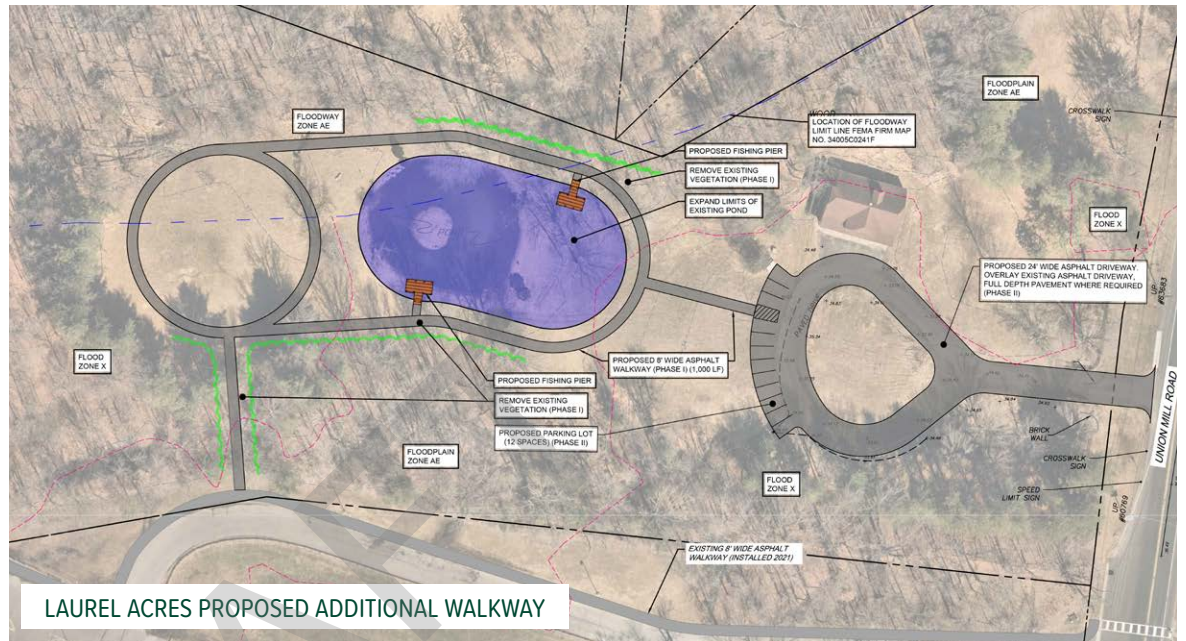 FLOODPLAIN
ZONE AE
CROSSWALK
SIGN
FLOODWAY
ZONE AE
LOCATION OF FLOODWAY
LIMIT LINE FEMA FIRM MAP
NO. 34005C0241F
PROPOSED FISHING PIER
REMOVE EXISTING
VEGETATION (PHASE I)
EXPAND LIMITS OF
EXISTING POND
FLOOD
ZONE X
PROPOSED 24' WIDE ASPHALT DRIVEWAY.
OVERLAY EXISTING ASPHALT DRIVEWAY,
FULL DEPTH PAVEMENT WHERE REQUIRED
(PHASE II)
UP
#63683
FLOOD
ZONE X
PROPOSED 8' WIDE ASPHALT
WALKWAY (PHASE I) (1,000 LF)
PROPOSED FISHING PIER
REMOVE EXISTING
VEGETATION (PHASE I)
PROPOSED PARKING LOT
(12 SPACES) (PHASE II)
BRICK
WALL
UNION MILL ROAD
FLOODPLAIN
ZONE AE
CROSSWALK
SIGN
FLOOD
ZONE X
SPEED
LIMIT SIGN
UP
#60769
EXISTING 8' WIDE ASPHALT
WALKWAY (INSTALLED 2021)
LAUREL ACRES PROPOSED ADDITIONAL WALKWAY